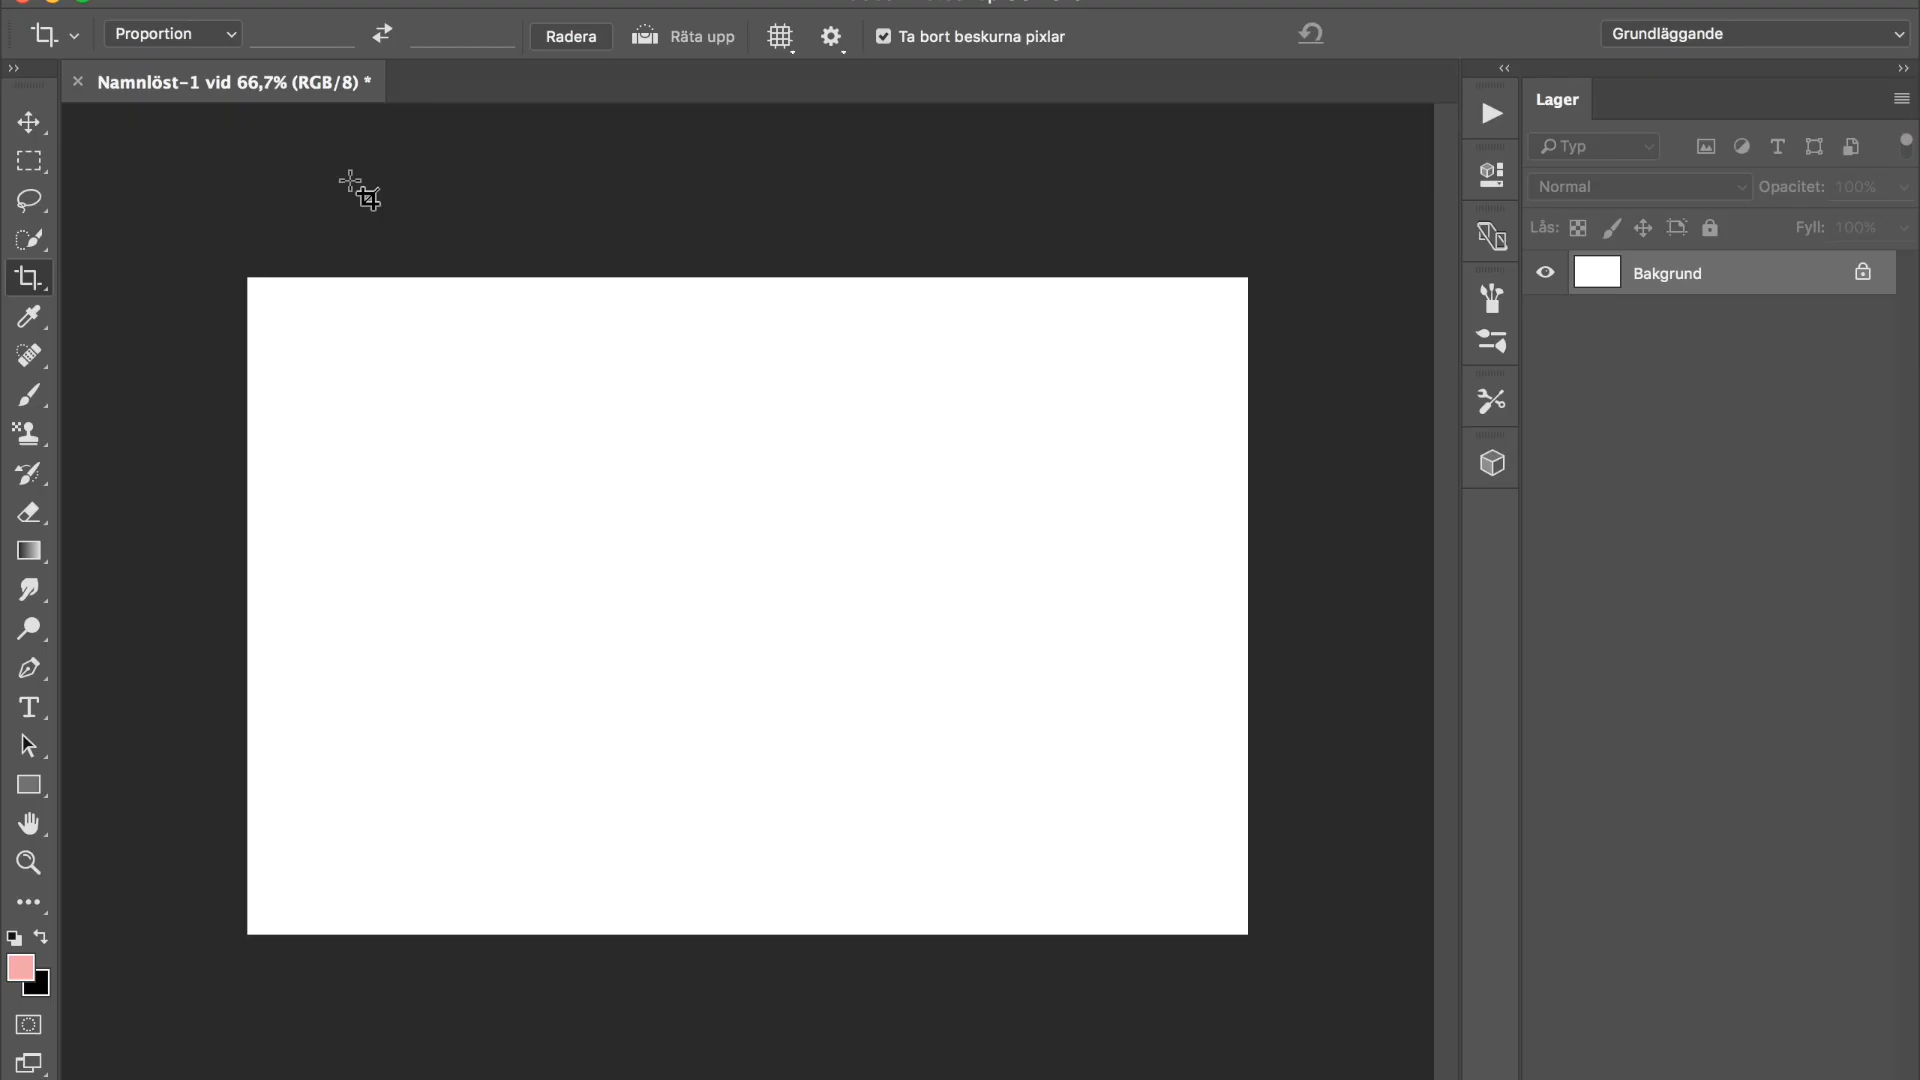 Proportion
Radera
Räta upp
Ta bort beskurna pixlar
Grundläggande
Namnlöst-1 vid 66,7% (RGB/8) *
Lager
Typ
Normal
Opacitet: 100%
Lås:
Fyll: 100%
Bakgrund